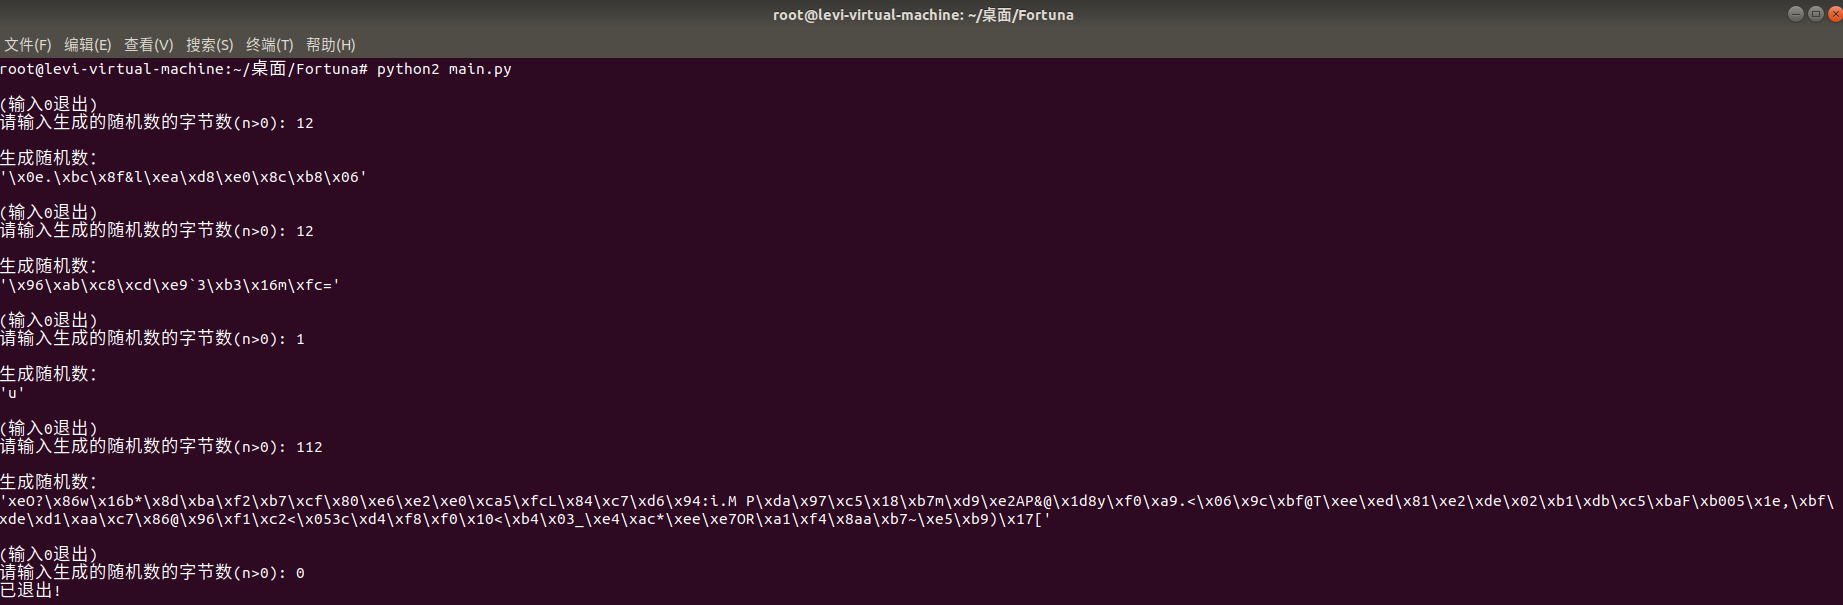 root@levi-virtual-machine: ~/桌面/Fortuna
文件(F) 编辑(E) 查看(V) 搜索(S) 终端(T) 帮助(H)
root@levi-virtual-machine:~/桌面/Fortuna# python2 main.py
(输入0退出)
请输入生成的随机数的字节数(n>0): 12
生成随机数:
'\x0e.\xbc\x8f&l\xea\xd8\xe0\x8c\xb8\x06'
(输入0退出)
请输入生成的随机数的字节数(n>0): 12
生成随机数:
'\x96\xab\xc8\xcd\xe9`3\xb3\x16m\xfc='
(输入0退出)
请输入生成的随机数的字节数(n>0): 1
生成随机数:
'u'
(输入0退出)
请输入生成的随机数的字节数(n>0): 112
生成随机数:
'xeO?\x86w\x16b*\x8d\xba\xf2\xb7\xcf\x80\xe6\xe2\xe0\xca5\xfcL\x84\xc7\xd6\x94:i.M P\xda\x97\xc5\x18\xb7m\xd9\xe2AP&@\x1d8y\xf0\xa9.<\x06\x9c\xbf@T\xee\xed\x81\xe2\xde\x02\xb1\xdb\xc5\xbaF\xb005\x1e,\xbf\
xde\xd1\xaa\xc7\x86@\x96\xf1\xc2<\x053c\xd4\xf8\xf0\x10<\xb4\x03_\xe4\xac*\xee\xe7OR\xa1\xf4\x8aa\xb7~\xe5\xb9)\x17['
(输入0退出)
请输入生成的随机数的字节数(n>0): 0
已退出!